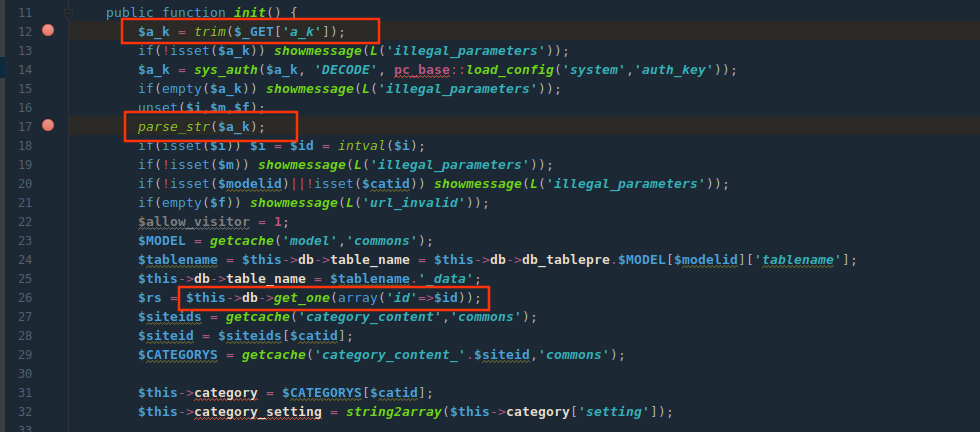 11 public function init() {
12 $a_k = trim($_GET['a_k']);
13 if(!isset($a_k)) showmessage(L('illegal_parameters'));
14 $a_k = sys_auth($a_k, 'DECODE', pc_base::load_config('system','auth_key'));
15 if(empty($a_k)) showmessage(L('illegal_parameters'));
16 unset($i,$m,$f);
17 parse_str($a_k);
18 if(isset($i)) $i = $id = intval($i);
19 if(!isset($m)) showmessage(L('illegal_parameters'));
20 if(!isset($modelid)||!isset($catid)) showmessage(L('illegal_parameters'));
21 if(empty($f)) showmessage(L('url_invalid'));
22 $allow_visitor = 1;
23 $MODEL = getcache('model','commons');
24 $tablename = $this->db->table_name = $this->db->db_tablepre.$MODEL[$modelid]['tablename'];
25 $this->db->table_name = $tablename.'_data';
26 $rs = $this->db->get_one(array('id'=>$id));
27 $siteids = getcache('category_content','commons');
28 $siteid = $siteids[$catid];
29 $CATEGORYS = getcache('category_content_'.$siteid,'commons');
30
31 $this->category = $CATEGORYS[$catid];
32 $this->category_setting = string2array($this->category['setting']);
33